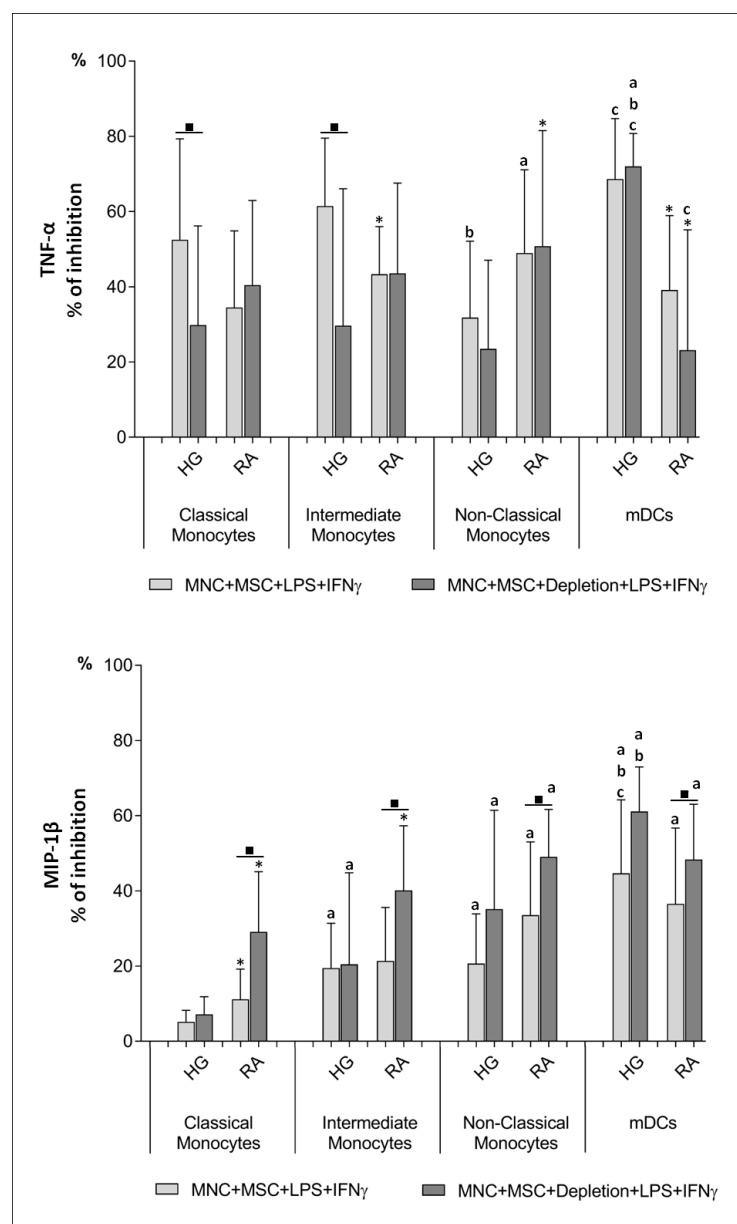 % 100
80
60
40
20
0
TNF-α
% of inhibition
a
c b
* c
* a
b
* c
*
HG RA HG RA HG RA HG RA
Classical Monocytes
Intermediate Monocytes
Non-Classical Monocytes
mDCs
MNC+MSC+LPS+IFNγ MNC+MSC+Depletion+LPS+IFNγ
% 100
80
60
40
20
0
MIP-1β
% of inhibition
a a
b b
c
* a a a
* a a a
* a a
HG RA HG RA HG RA HG RA
Classical Monocytes
Intermediate Monocytes
Non-Classical Monocytes
mDCs
MNC+MSC+LPS+IFNγ MNC+MSC+Depletion+LPS+IFNγ